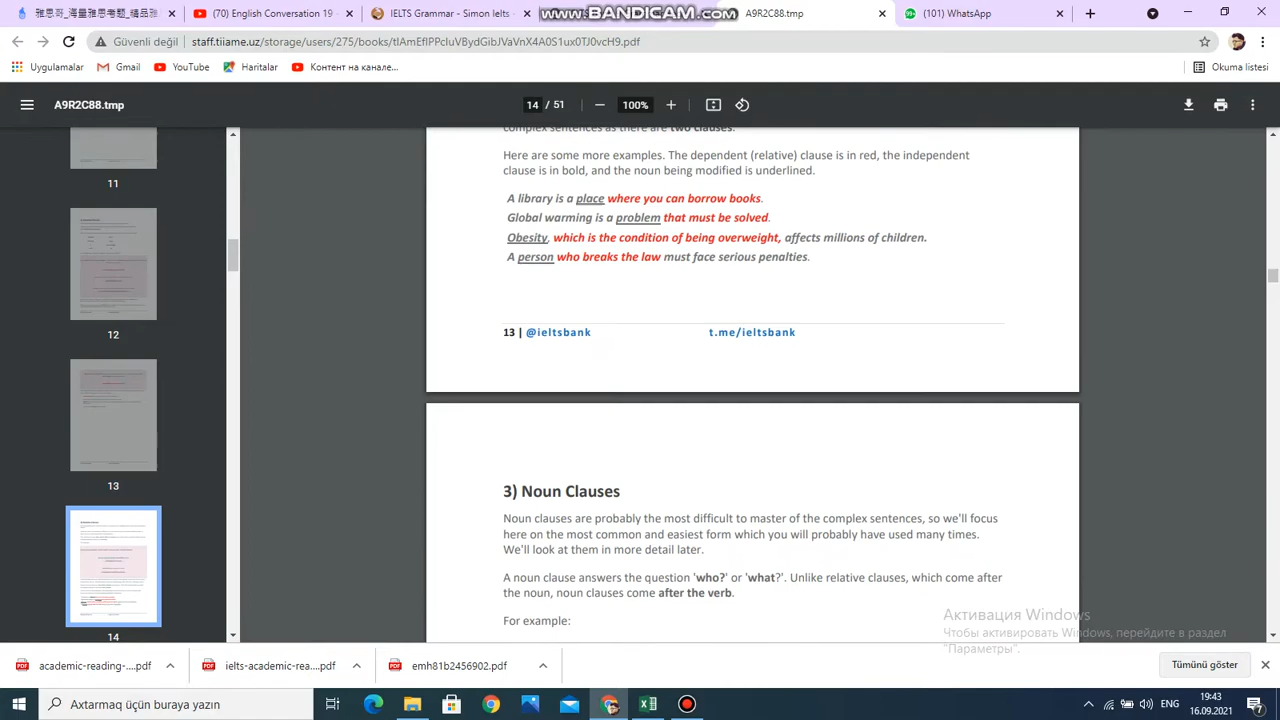 思 题, 海量思考题, 题库
English Conversation 19
IELTS Grammar - Simon Ielts
www.BANDICAM.com
A9R2C88.tmp
(101) WhatsApp
Güvenli değil | staff.tiiame.uz/storage/users/275/books/tIAmEflPPcIuVBydGibJVaVnX4A0S1ux0TJ0vcH9.pdf
Uygulamalar Gmail YouTube Haritalar Контент на канале... Okuma listesi
A9R2C88.tmp 14 / 51 100%
complex sentences as there are two clauses.
11
Here are some more examples. The dependent (relative) clause is in red, the independent
clause is in bold, and the noun being modified is underlined.
A library is a place where you can borrow books.
Global warming is a problem that must be solved.
Obesity, which is the condition of being overweight, affects millions of children.
A person who breaks the law must face serious penalties.
12
13 | @ieltsbank t.me/ieltsbank
13
3) Noun Clauses
Noun clauses are probably the most difficult to master of the complex sentences, so we'll focus
here on the most common and easiest form which you will probably have used many times.
We'll look at them in more detail later.
A noun clause answers the question 'who?' or 'what?'. Unlike relative clauses, which come after
the noun, noun clauses come after the verb.
For example:
14
Активация Windows
Чтобы активировать Windows, перейдите в раздел
"Параметры".
academic-reading-....pdf ielts-academic-rea....pdf emh81b2456902.pdf Tümünü göster
Axtarmaq üçün buraya yazın
ENG
19:43
16.09.2021